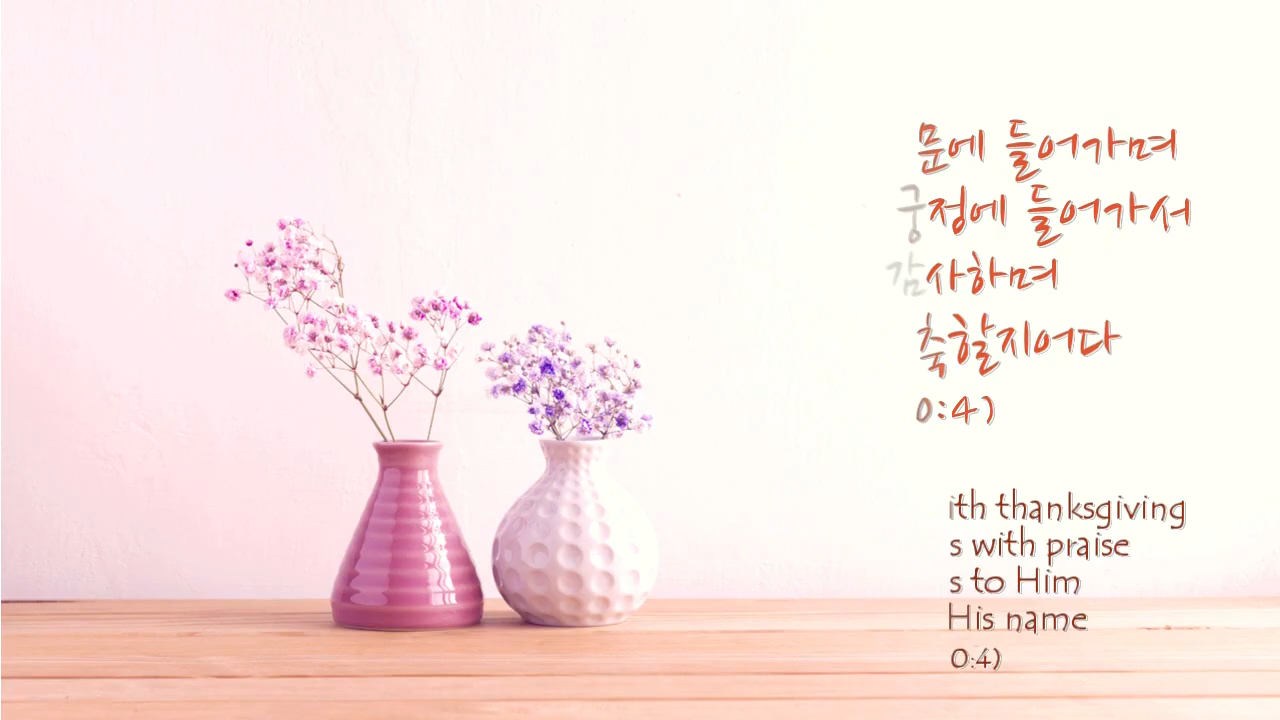 문에 들어가며
궁정에 들어가서
감사하며
축할지어다
0:4)
ith thanksgiving
s with praise
s to Him
His name
0:4)